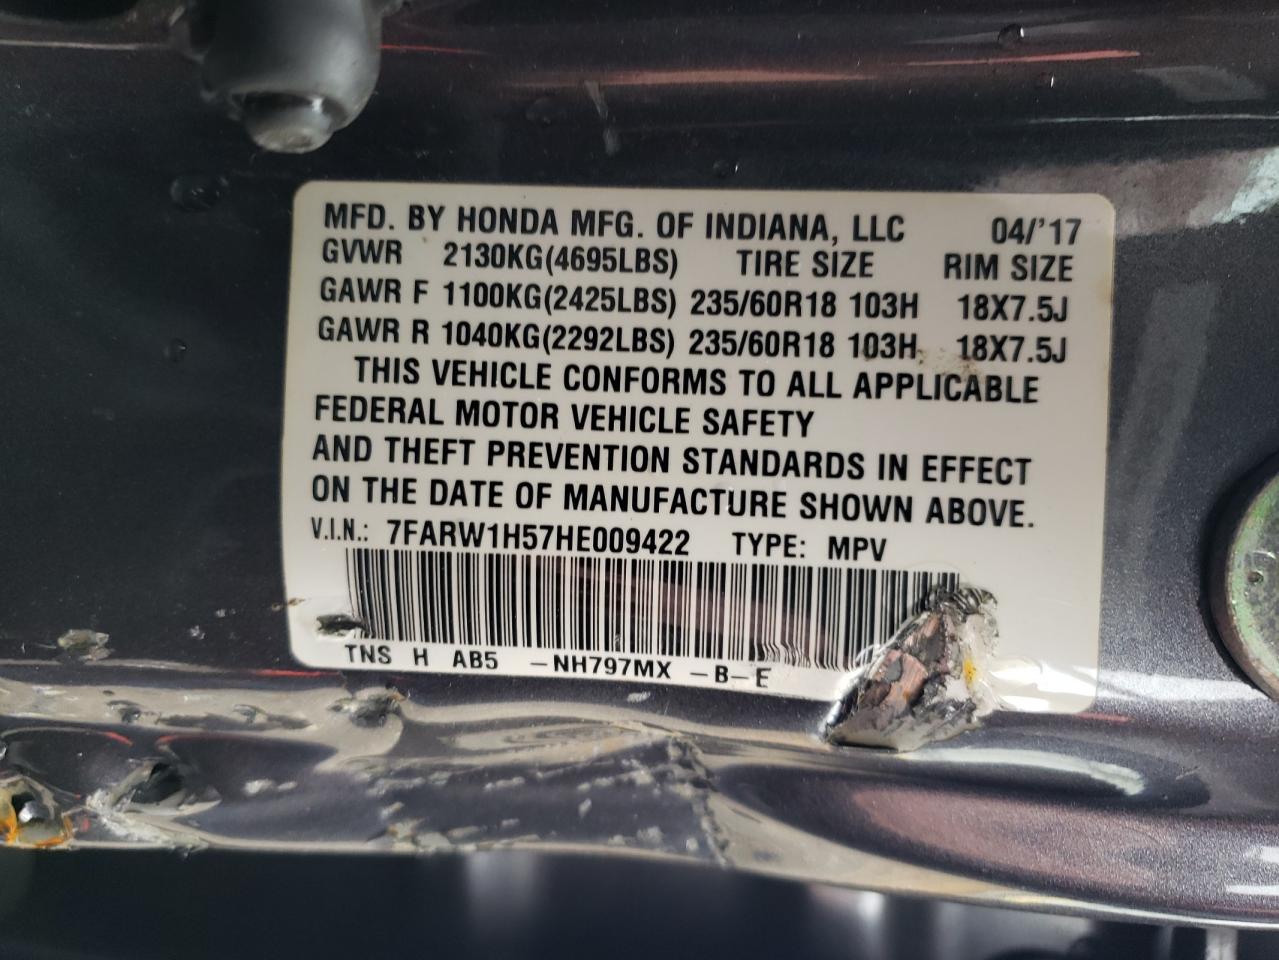 MFD. BY HONDA MFG. OF INDIANA, LLC 04/'17
GVWR 2130KG(4695LBS) TIRE SIZE RIM SIZE
GAWR F 1100KG(2425LBS) 235/60R18 103H 18X7.5J
GAWR R 1040KG(2292LBS) 235/60R18 103H 18X7.5J
THIS VEHICLE CONFORMS TO ALL APPLICABLE
FEDERAL MOTOR VEHICLE SAFETY
AND THEFT PREVENTION STANDARDS IN EFFECT
ON THE DATE OF MANUFACTURE SHOWN ABOVE.
V.I.N.: 7FARW1H57HE009422 TYPE: MPV
TNS H AB5 -NH797MX -B-E